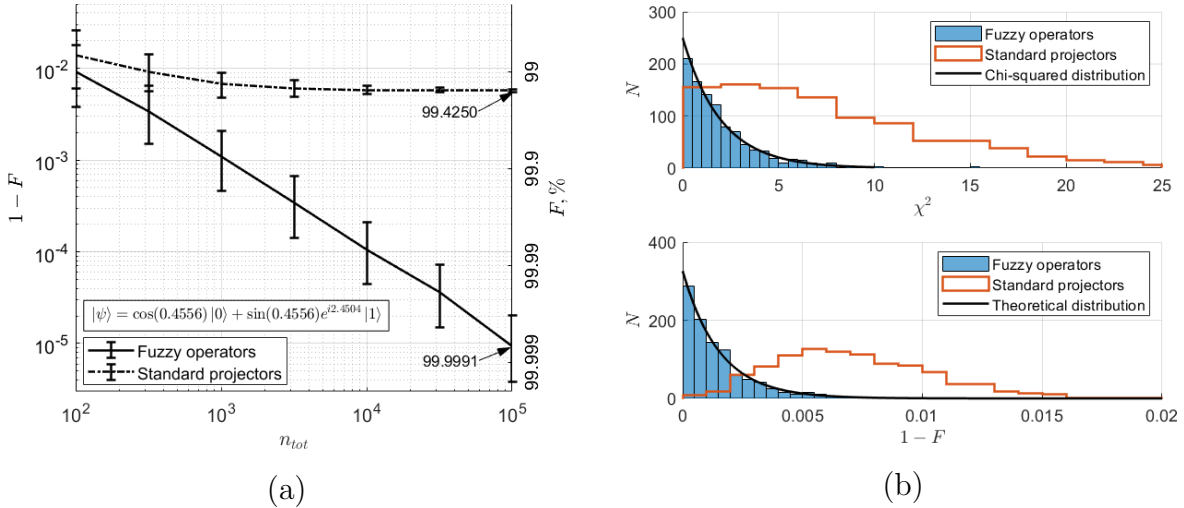 10^-2
10^-3
10^-4
10^-5
1 − F
99
99.9
99.99
99.999
F, %
99.4250
99.9991
|ψ⟩ = cos(0.4556) |0⟩ + sin(0.4556)e^{i2.4504} |1⟩
Fuzzy operators
Standard projectors
10^2 10^3 10^4 10^5
n_tot
(a)
300
200
100
0
N
Fuzzy operators
Standard projectors
Chi-squared distribution
0 5 10 15 20 25
χ^2
400
200
0
N
Fuzzy operators
Standard projectors
Theoretical distribution
0 0.005 0.01 0.015 0.02
1 − F
(b)